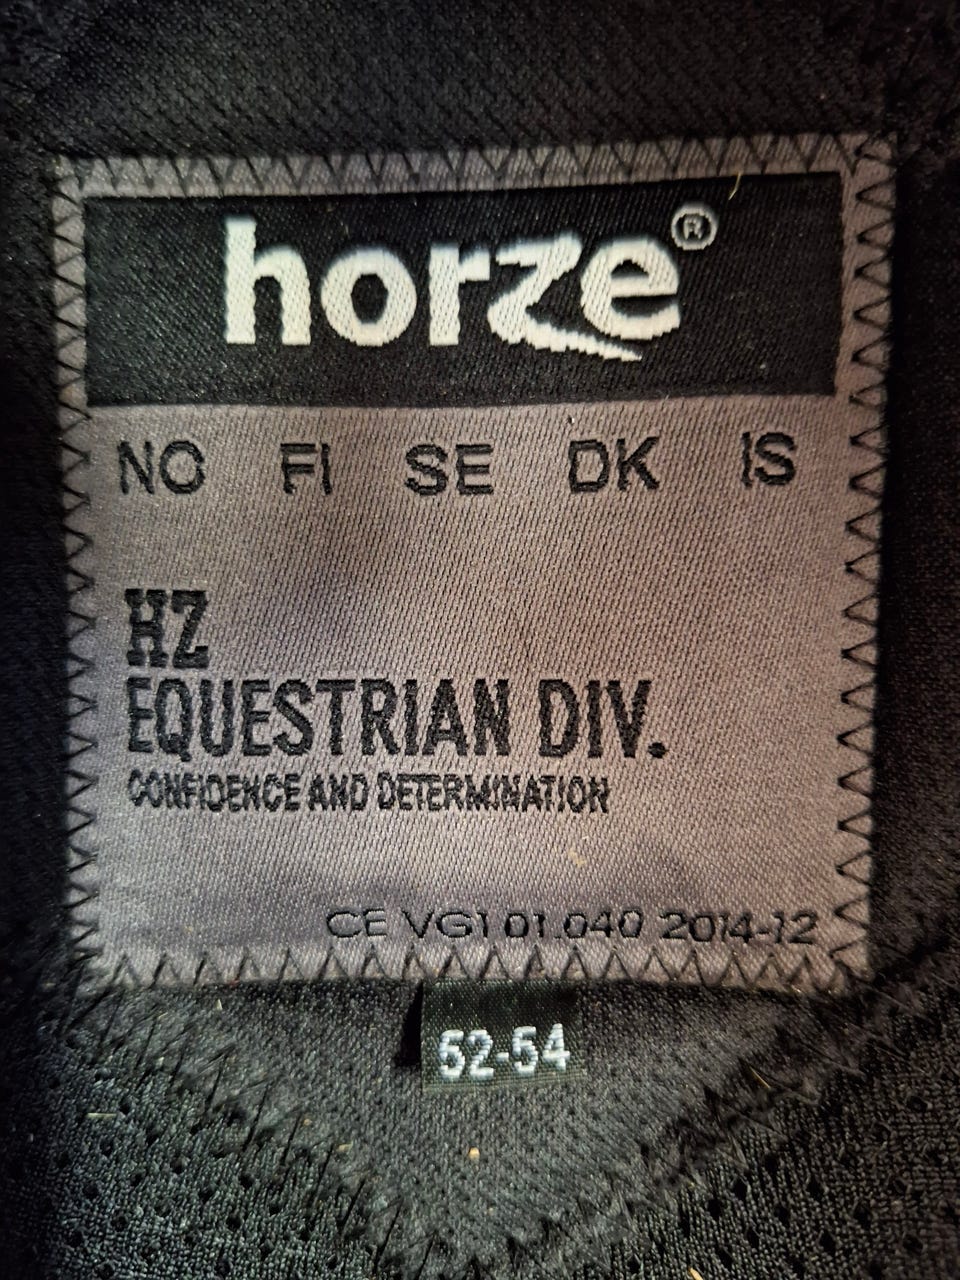 horze®
NO FI SE DK IS
HZ
EQUESTRIAN DIV.
CONFIDENCE AND DETERMINATION
CE VG1 01.040 2014-12
52-54